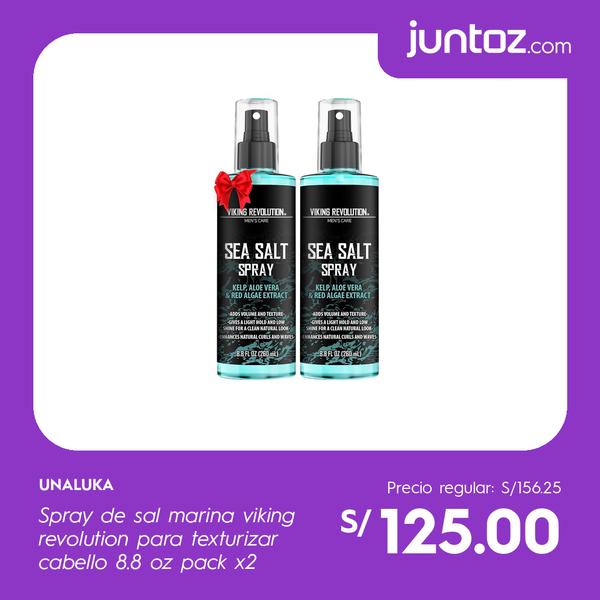 juntoz.com
VIKING REVOLUTION
MEN'S CARE
SEA SALT
SPRAY
KELP, ALOE VERA
& RED ALGAE EXTRACT
-ADDS VOLUME AND TEXTURE-
-GIVES A LIGHT HOLD AND LOW
SHINE FOR A CLEAN NATURAL LOOK-
-ENHANCES NATURAL CURLS AND WAVES-
8.8 FL OZ (260 mL)
VIKING REVOLUTION
MEN'S CARE
SEA SALT
SPRAY
KELP, ALOE VERA
& RED ALGAE EXTRACT
-ADDS VOLUME AND TEXTURE-
-GIVES A LIGHT HOLD AND LOW
SHINE FOR A CLEAN NATURAL LOOK-
-ENHANCES NATURAL CURLS AND WAVES-
8.8 FL OZ (260 mL)
UNALUKA
Spray de sal marina viking
revolution para texturizar
cabello 8.8 oz pack x2
Precio regular: S/156.25
S/125.00